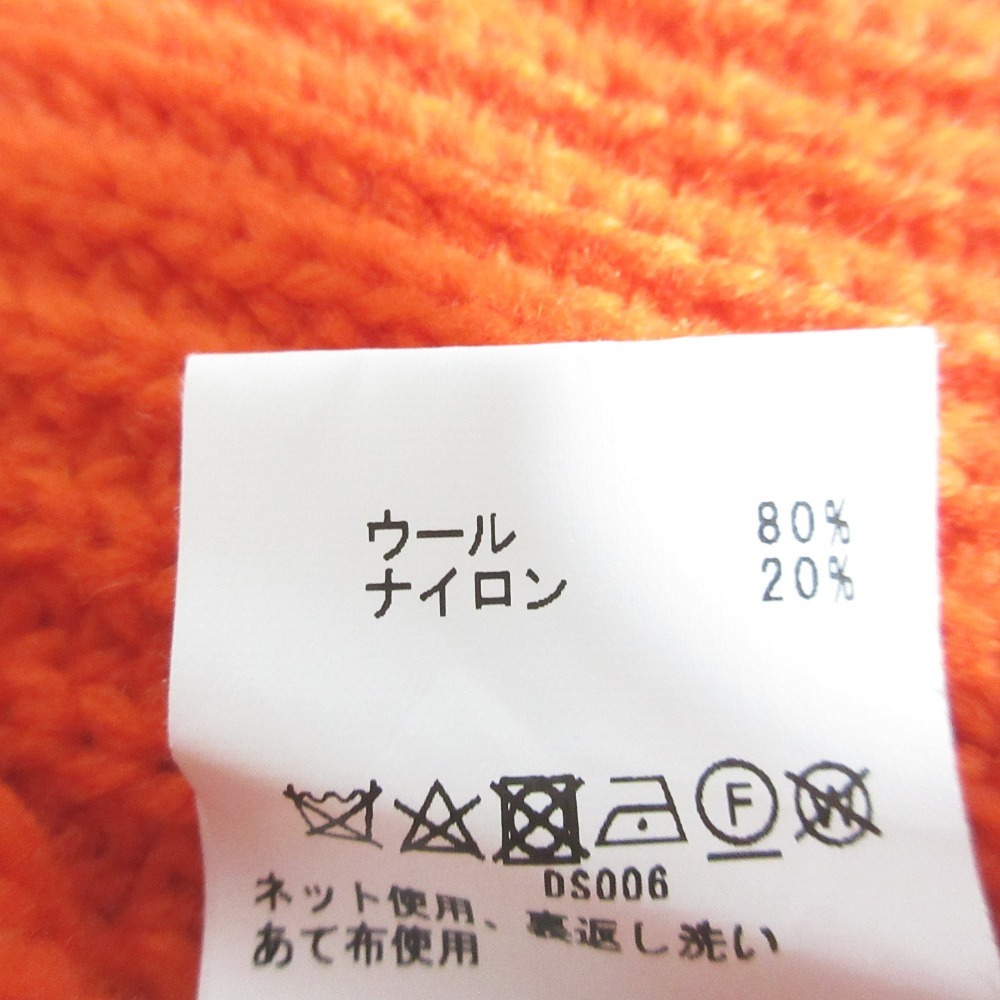 ウール 80%
ナイロン 20%
F W
DS006
ネット使用、裏返し洗い
あて布使用